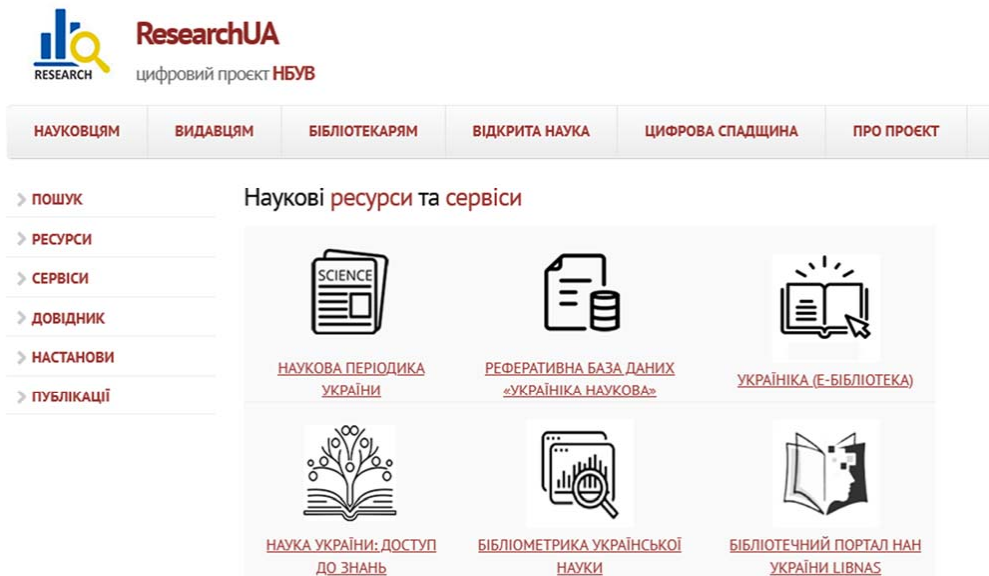 RESEARCH
ResearchUA
цифровий проєкт НБУВ
НАУКОВЦЯМ
ВИДАВЦЯМ
БІБЛІОТЕКАРЯМ
ВІДКРИТА НАУКА
ЦИФРОВА СПАДЩИНА
ПРО ПРОЄКТ
ПОШУК
РЕСУРСИ
СЕРВІСИ
ДОВІДНИК
НАСТАНОВИ
ПУБЛІКАЦІЇ
Наукові ресурси та сервіси
SCIENCE
НАУКОВА ПЕРІОДИКА
УКРАЇНИ
РЕФЕРАТИВНА БАЗА ДАНИХ
«УКРАЇНІКА НАУКОВА»
УКРАЇНІКА (Е-БІБЛІОТЕКА)
НАУКА УКРАЇНИ: ДОСТУП
ДО ЗНАНЬ
БІБЛІОМЕТРИКА УКРАЇНСЬКОЇ
НАУКИ
БІБЛІОТЕЧНИЙ ПОРТАЛ НАН
УКРАЇНИ LIBNAS